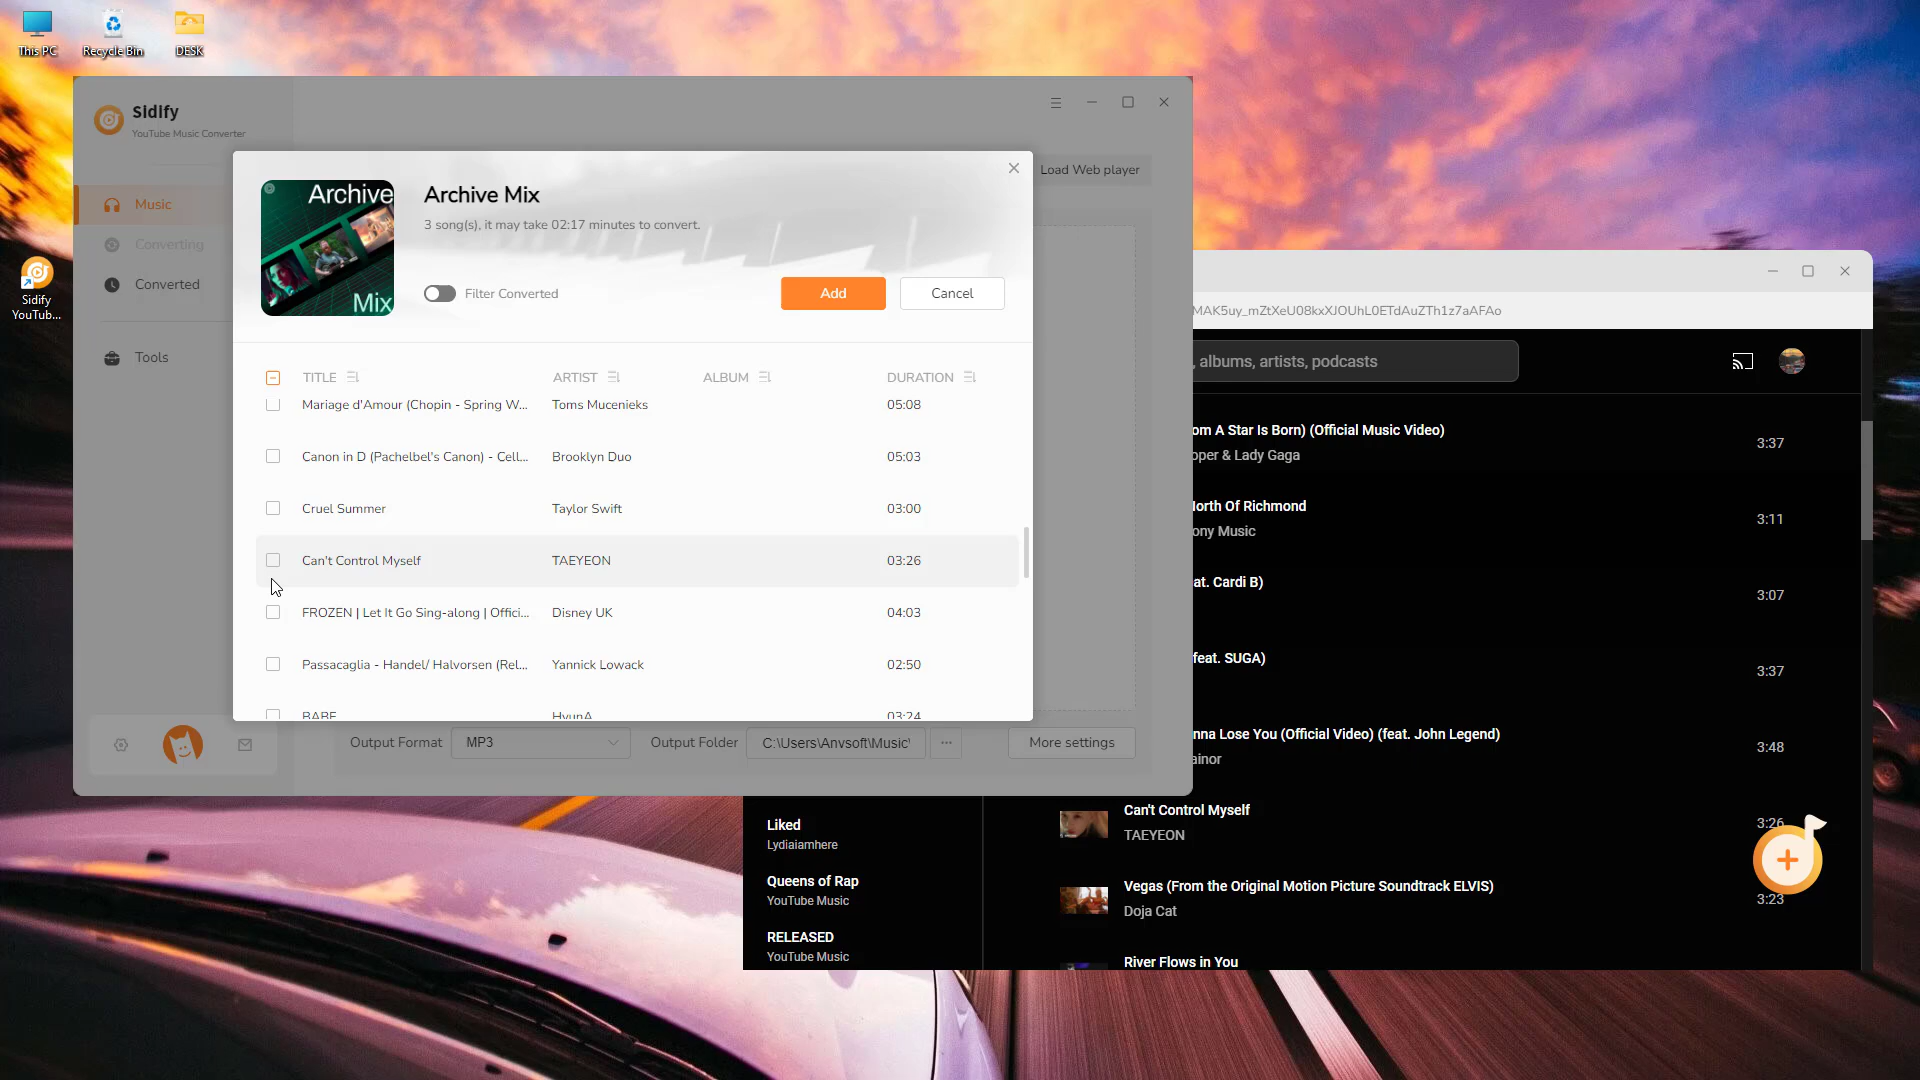 This PC
Recycle Bin
DESK
Sidify
YouTub...
Sidify
YouTube Music Converter
Music
Converting
Converted
Tools
Load Web player
Archive
Mix
Archive Mix
3 song(s), it may take 02:17 minutes to convert.
Filter Converted
Add
Cancel
TITLE ARTIST ALBUM DURATION
Mariage d'Amour (Chopin - Spring W... Toms Mucenieks 05:08
Canon in D (Pachelbel's Canon) - Cell... Brooklyn Duo 05:03
Cruel Summer Taylor Swift 03:00
Can't Control Myself TAEYEON 03:26
FROZEN | Let It Go Sing-along | Offici... Disney UK 04:03
Passacaglia - Handel/ Halvorsen (Rel... Yannick Lowack 02:50
BABE HyunA 03:24
Output Format MP3 Output Folder C:\Users\Anvsoft\Music\ ... More settings
MAK5uy_mZtXeU08kxXJOUhL0ETdAuZTh1z7aAFAo
, albums, artists, podcasts
om A Star Is Born) (Official Music Video)
oper & Lady Gaga
3:37
lorth Of Richmond
ony Music
3:11
at. Cardi B)
3:07
feat. SUGA)
3:37
nna Lose You (Official Video) (feat. John Legend)
ainor
3:48
Can't Control Myself
TAEYEON
3:26
Vegas (From the Original Motion Picture Soundtrack ELVIS)
Doja Cat
3:23
River Flows in You
Liked
Lydiaiamhere
Queens of Rap
YouTube Music
RELEASED
YouTube Music